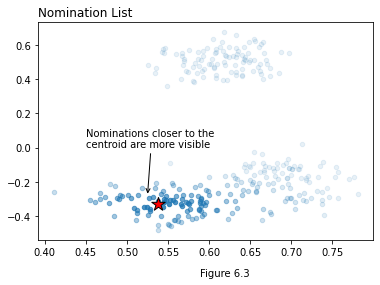 Nomination List
0.6
0.4
0.2
0.0
−0.2
−0.4
Nominations closer to the
centroid are more visible
0.40 0.45 0.50 0.55 0.60 0.65 0.70 0.75
Figure 6.3